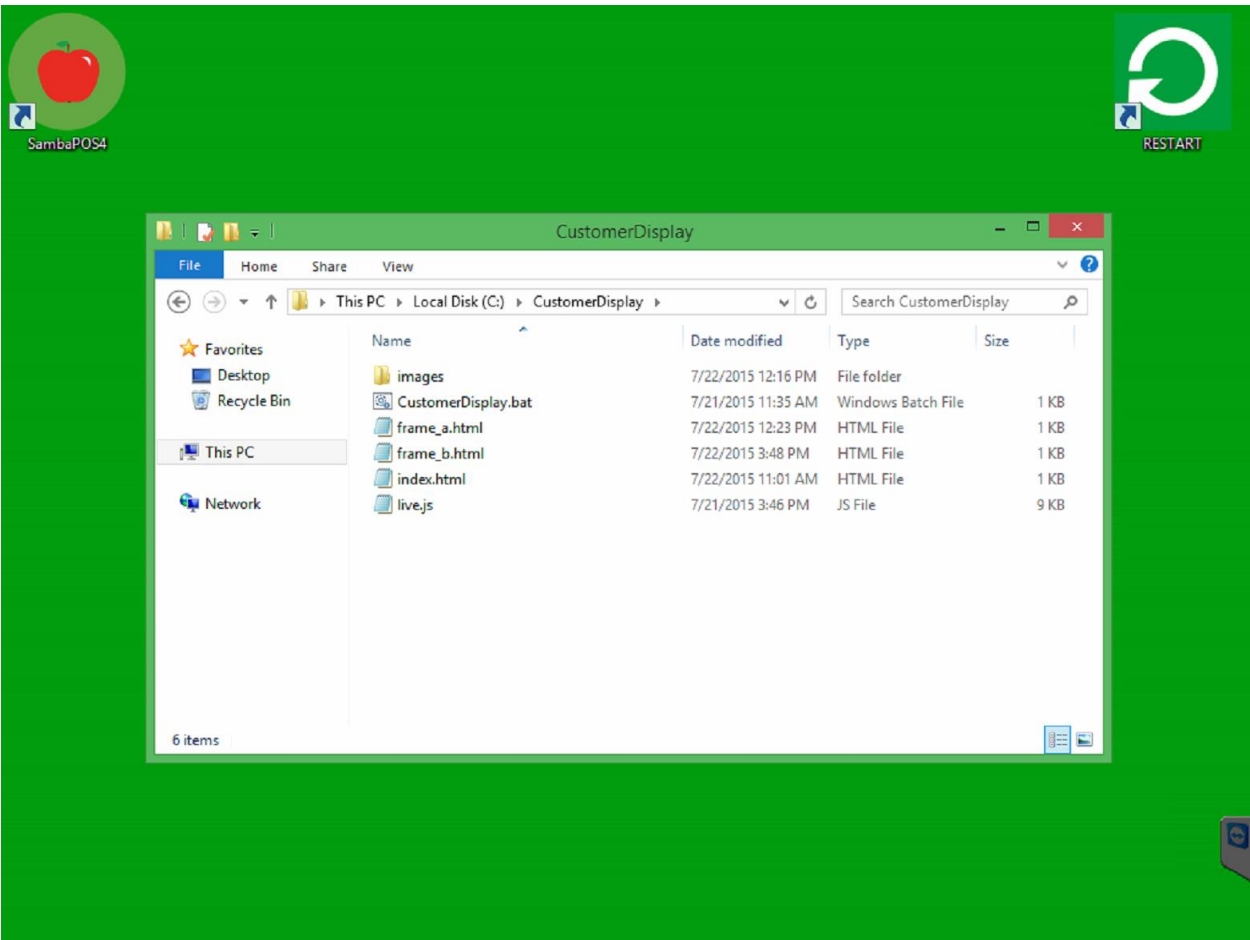 SambaPOS4
RESTART
CustomerDisplay
File Home Share View
This PC Local Disk (C:) CustomerDisplay
Search CustomerDisplay
Favorites
Desktop
Recycle Bin
This PC
Network
Name Date modified Type Size
images 7/22/2015 12:16 PM File folder
CustomerDisplay.bat 7/21/2015 11:35 AM Windows Batch File 1 KB
frame_a.html 7/22/2015 12:23 PM HTML File 1 KB
frame_b.html 7/22/2015 3:48 PM HTML File 1 KB
index.html 7/22/2015 11:01 AM HTML File 1 KB
live.js 7/21/2015 3:46 PM JS File 9 KB
6 items